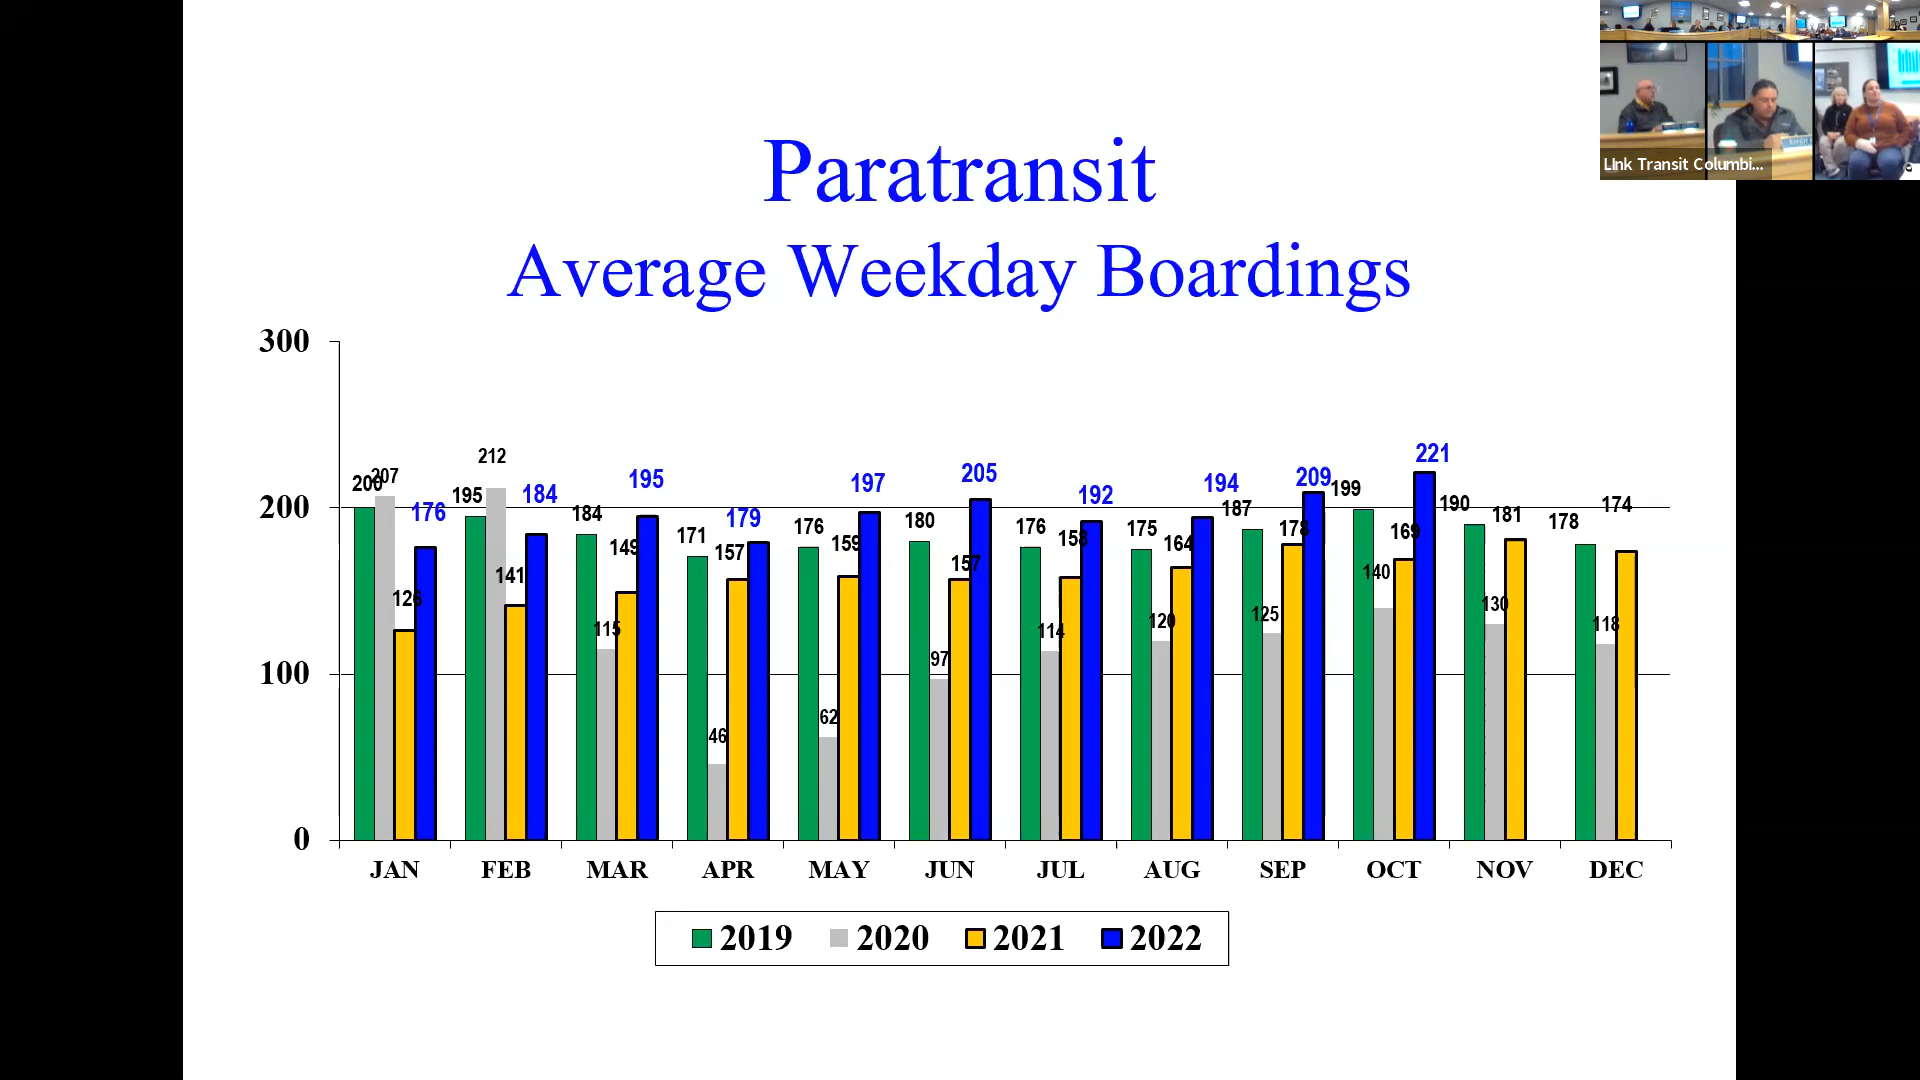 LInk Transit Columbi...
Paratransit
Average Weekday Boardings
300
200
100
0
200 207 126 176
195 212 141 184
184 115 149 195
171 46 157 179
176 62 159 197
180 97 157 205
176 114 158 192
175 120 164 194
187 125 178 209
199 140 169 221
190 130 181
178 118 174
JAN FEB MAR APR MAY JUN JUL AUG SEP OCT NOV DEC
2019 2020 2021 2022